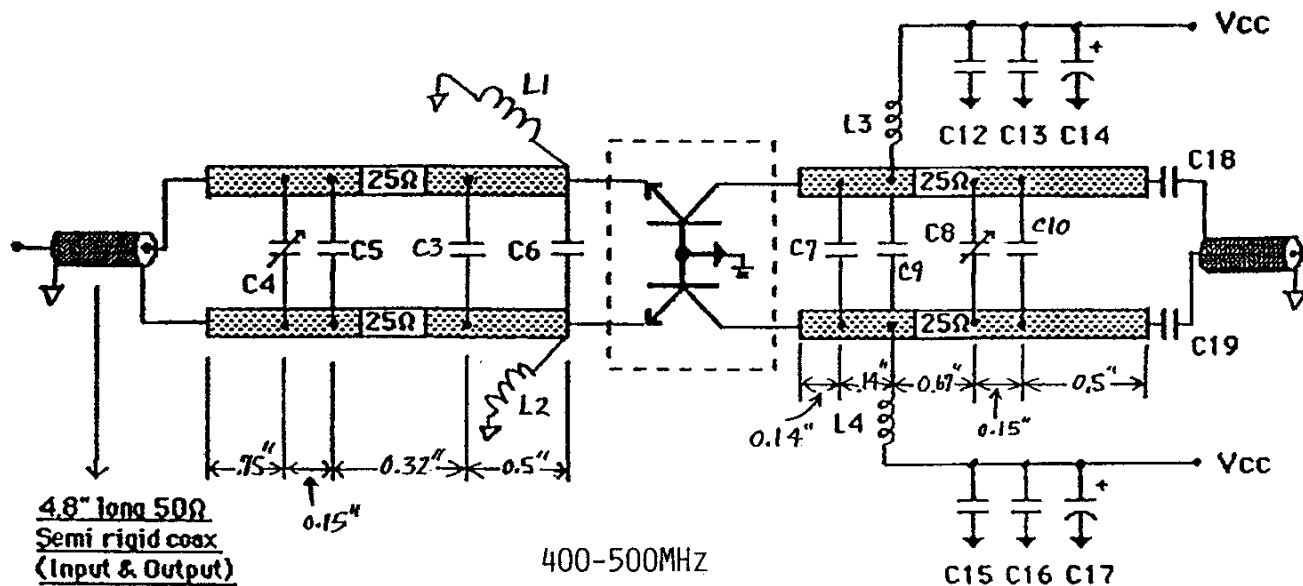 Vcc
L1
L3
C12 C13 C14
+
C18
25Ω
25Ω
C4
C5
C3
C6
C7
C9
C8
C10
25Ω
25Ω
C19
L2
L4
.14"
0.67"
0.5"
0.14"
0.15"
.75"
0.32"
0.5"
0.15"
Vcc
+
4.8" long 50Ω
Semi rigid coax
(Input & Output)
400-500MHz
C15 C16 C17